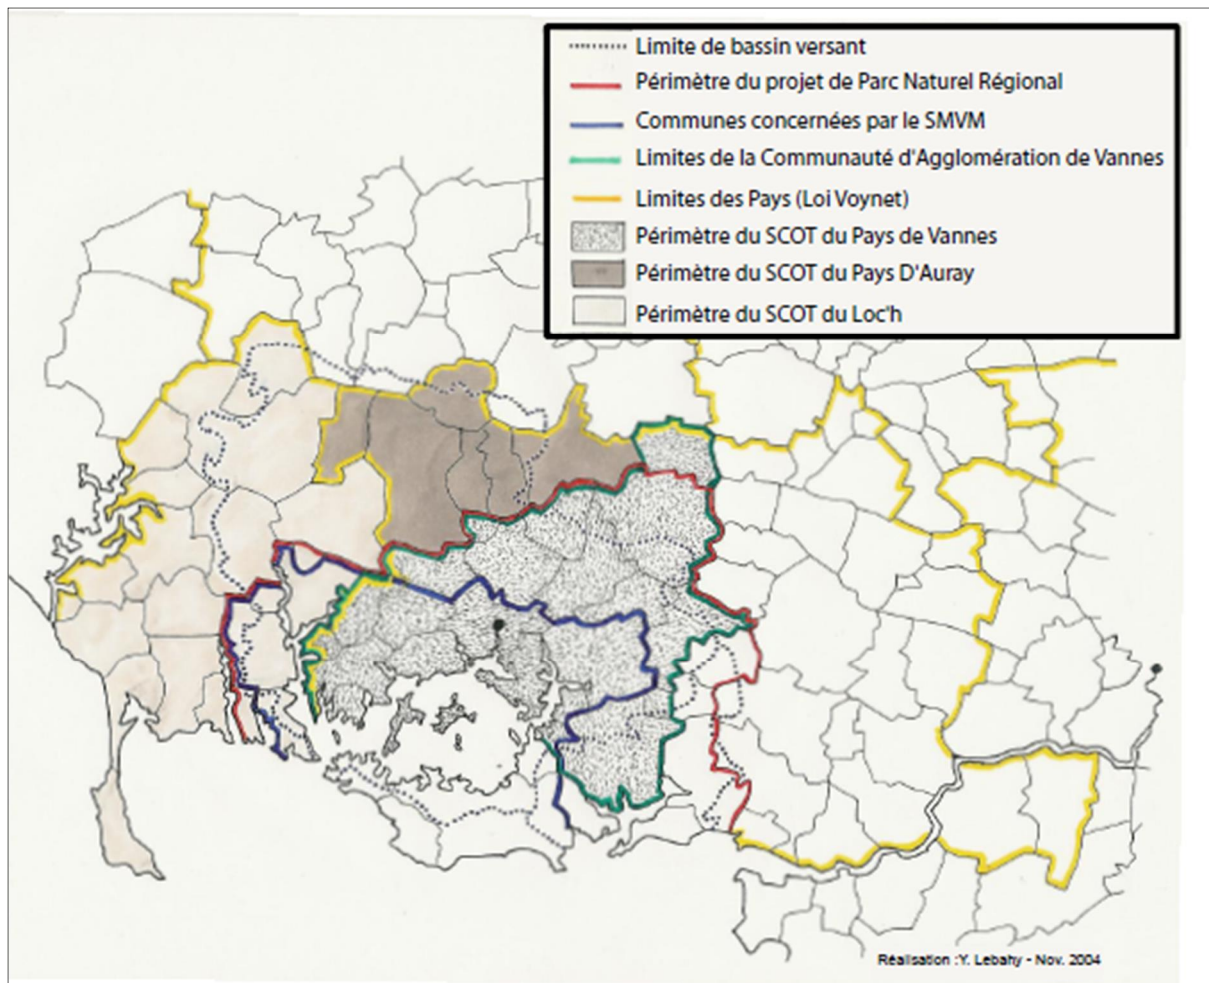 Limite de bassin versant
Périmètre du projet de Parc Naturel Régional
Communes concernées par le SMVM
Limites de la Communauté d'Agglomération de Vannes
Limites des Pays (Loi Voynet)
Périmètre du SCOT du Pays de Vannes
Périmètre du SCOT du Pays D'Auray
Périmètre du SCOT du Loc'h
Réalisation :Y. Lebahy - Nov. 2004